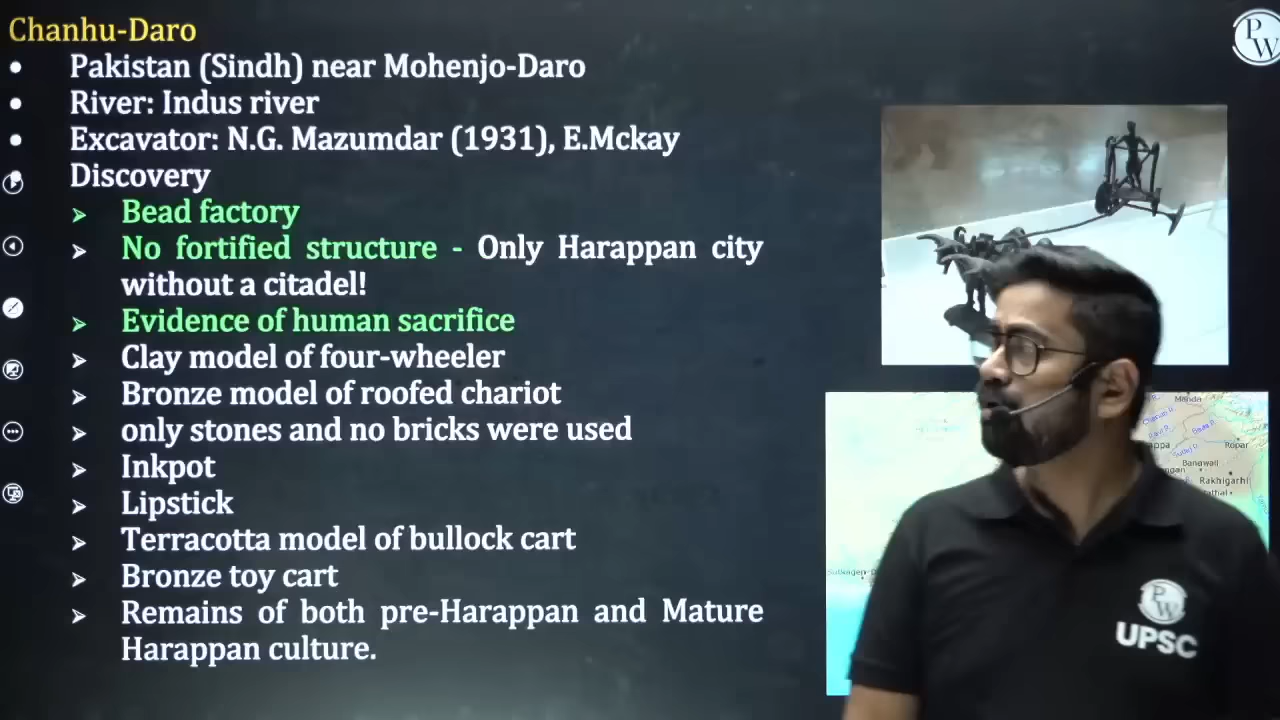 Chanhu-Daro
PW
• Pakistan (Sindh) near Mohenjo-Daro
• River: Indus river
• Excavator: N.G. Mazumdar (1931), E.Mckay
Discovery
➢ Bead factory
➢ No fortified structure - Only Harappan city
without a citadel!
➢ Evidence of human sacrifice
➢ Clay model of four-wheeler
➢ Bronze model of roofed chariot
➢ only stones and no bricks were used
➢ Inkpot
➢ Lipstick
➢ Terracotta model of bullock cart
➢ Bronze toy cart
➢ Remains of both pre-Harappan and Mature
Harappan culture.
Manda
Ropar
Banawali
Rakhigarhi
PW
UPSC